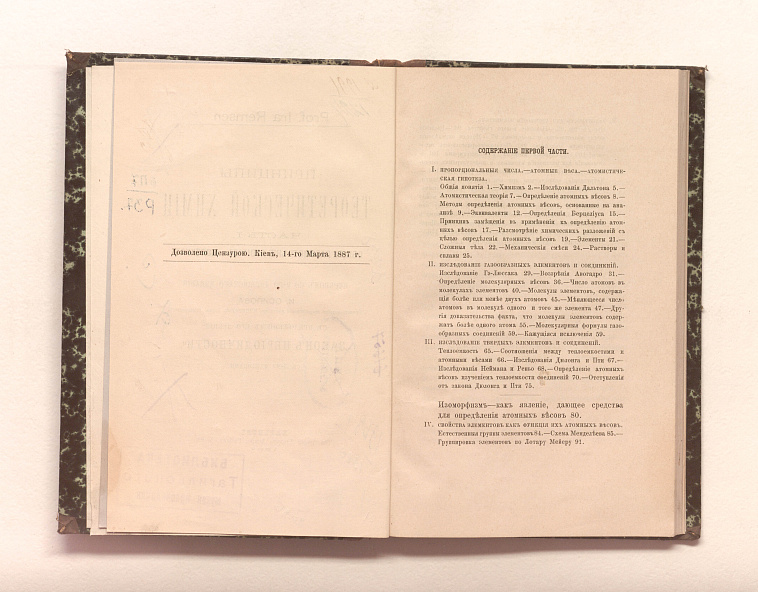 Дозволено Цензурою. Кіевъ, 14-го Марта 1887 г.
СОДЕРЖАНІЕ ПЕРВОЙ ЧАСТИ.
I. ПРОПОРЦІОНАЛЬНЫЯ ЧИСЛА.—АТОМНЫЕ ВѢСА.—АТОМИСТИЧЕ-
СКАЯ ГИПОТЕЗА.
Общія понятія 1.—Химизмъ 2.—Изслѣдованія Дальтона 5.—
Атомистическая теорія 7.—Опредѣленіе атомныхъ вѣсовъ 8.—
Методы опредѣленія атомныхъ вѣсовъ, основанные на ана-
лизѣ 9.—Эквиваленты 12.—Опредѣленія Берцеліуса 15.—
Принципъ замѣщенія въ примѣненіи къ опредѣленію атом-
ныхъ вѣсовъ 17.—Разсмотрѣніе химическихъ разложеній съ
цѣлью опредѣленія атомныхъ вѣсовъ 19.—Элементы 21.—
Сложныя тѣла 22.—Механическія смѣси 24.—Растворы и
сплавы 25.
II. ИЗСЛѢДОВАНІЕ ГАЗООБРАЗНЫХЪ ЭЛЕМЕНТОВЪ И СОЕДИНЕНІЙ.
Изслѣдованіе Гэ-Люссака 29.—Воззрѣнія Авогадро 31.—
Опредѣленіе молекулярныхъ вѣсовъ 36.—Число атомовъ въ
молекулахъ элементовъ 40.—Молекулы элементовъ, содержа-
щія болѣе или менѣе двухъ атомовъ 45.—Мѣняющееся число
атомовъ въ молекулѣ одного и того же элемента 47.—Дру-
гія доказательства факта, что молекулы элементовъ содер-
жатъ болѣе одного атома 55.—Молекулярныя формулы газо-
образныхъ соединеній 59.—Кажущіяся исключенія 59.
III. ИЗСЛѢДОВАНІЕ ТВЕРДЫХЪ ЭЛЕМЕНТОВЪ И СОЕДИНЕНІЙ.
Теплоемкость 65.—Соотношенія между теплоемкостями и
атомными вѣсами 66.—Изслѣдованія Дюлонга и Пти 67.—
Изслѣдованія Неймана и Реньо 68.—Опредѣленіе атомныхъ
вѣсовъ изученіемъ теплоемкости соединеній 70.—Отступленія
отъ закона Дюлонга и Пти 75.
Изоморфизмъ—какъ явленіе, дающее средства
для опредѣленія атомныхъ вѣсовъ 80.
IV. СВОЙСТВА ЭЛЕМЕНТОВЪ КАКЪ ФУНКЦІЯ ИХЪ АТОМНЫХЪ ВѢСОВЪ.
Естественныя группы элементовъ 84.—Схема Менделѣева 85.—
Группировка элементовъ по Лотару Мейеру 91.